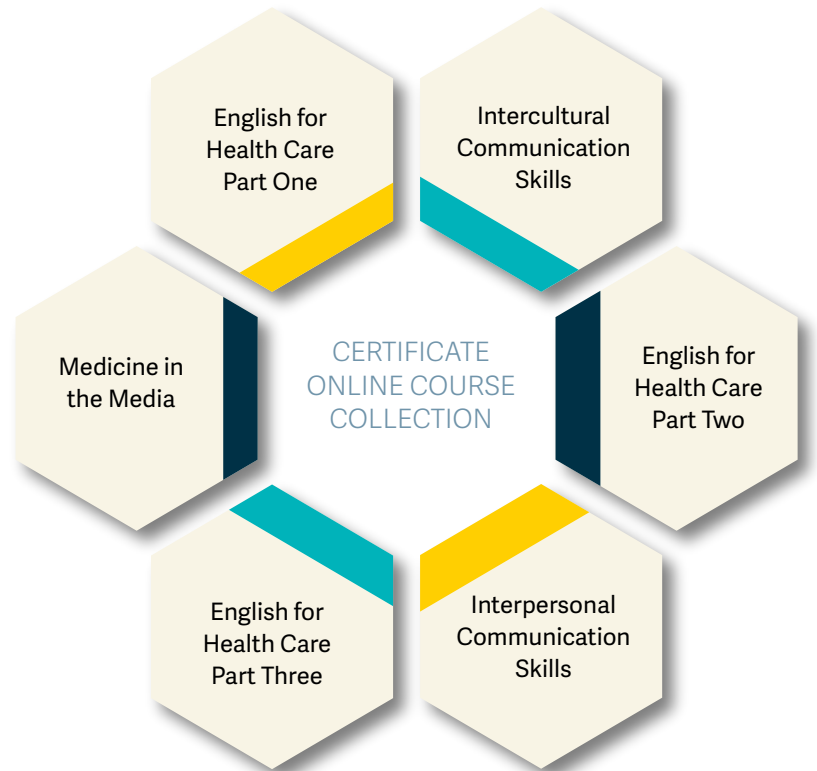 English for
Health Care
Part One
Intercultural
Communication
Skills
Medicine in
the Media
CERTIFICATE
ONLINE COURSE
COLLECTION
English for
Health Care
Part Two
English for
Health Care
Part Three
Interpersonal
Communication
Skills